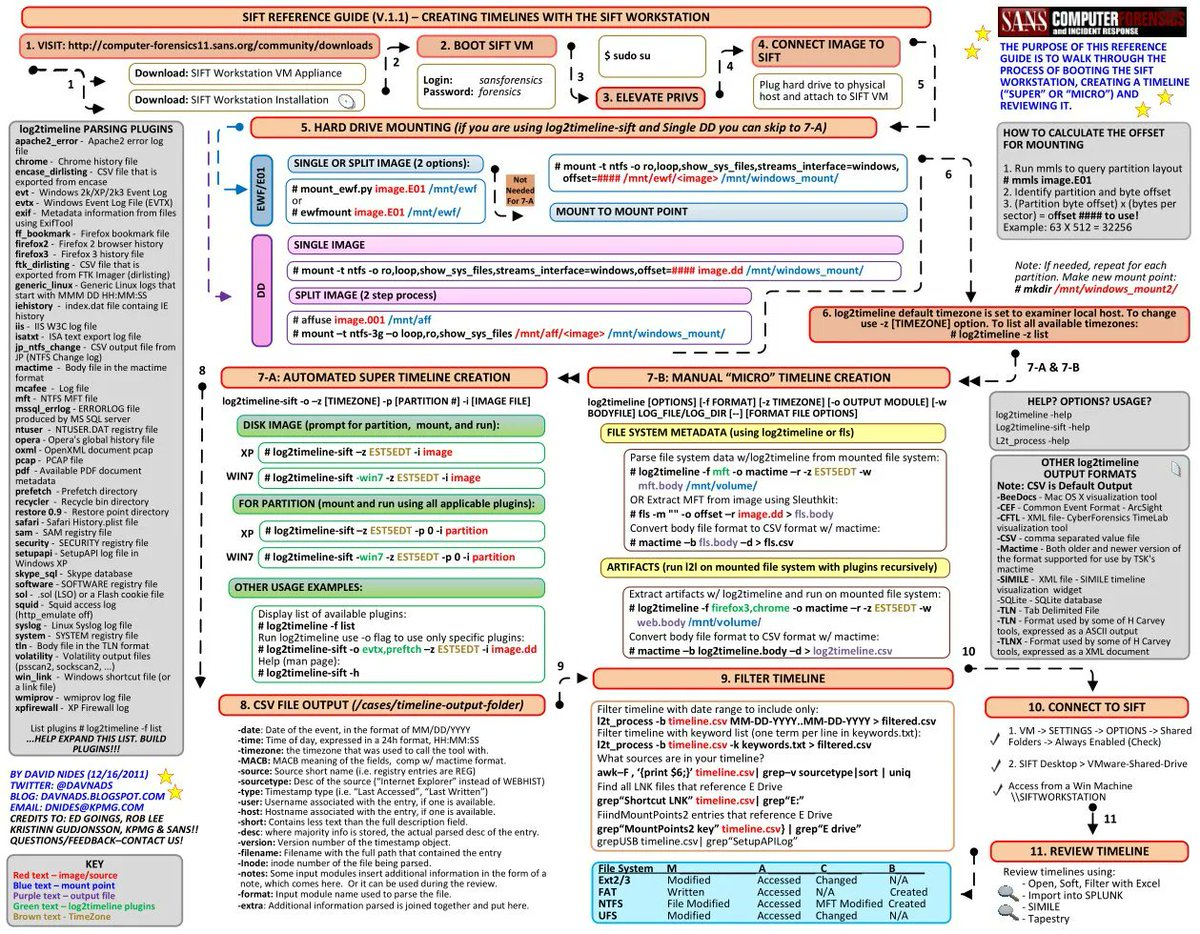 SIFT REFERENCE GUIDE (V.1.1) – CREATING TIMELINES WITH THE SIFT WORKSTATION
SANS COMPUTER FORENSICS
and INCIDENT RESPONSE
THE PURPOSE OF THIS REFERENCE
GUIDE IS TO WALK THROUGH THE
PROCESS OF BOOTING THE SIFT
WORKSTATION, CREATING A TIMELINE
("SUPER" OR "MICRO") AND
REVIEWING IT.
1. VISIT: http://computer-forensics11.sans.org/community/downloads
1
Download: SIFT Workstation VM Appliance
Download: SIFT Workstation Installation
2
2. BOOT SIFT VM
Login: sansforensics
Password: forensics
3
$ sudo su
3. ELEVATE PRIVS
4
4. CONNECT IMAGE TO
SIFT
Plug hard drive to physical
host and attach to SIFT VM
5
log2timeline PARSING PLUGINS
apache2_error - Apache2 error log
file
chrome - Chrome history file
encase_dirlisting - CSV file that is
exported from encase
evt - Windows 2k/XP/2k3 Event Log
evtx - Windows Event Log File (EVTX)
exif - Metadata information from files
using ExifTool
ff_bookmark - Firefox bookmark file
firefox2 - Firefox 2 browser history
firefox3 - Firefox 3 history file
ftk_dirlisting - CSV file that is
exported from FTK Imager (dirlisting)
generic_linux - Generic Linux logs that
start with MMM DD HH:MM:SS
iehistory - index.dat file containg IE
history
iis - IIS W3C log file
isatxt - ISA text export log file
jp_ntfs_change - CSV output file from
JP (NTFS Change log)
mactime - Body file in the mactime
format
mcafee - Log file
mft - NTFS MFT file
mssql_errlog - ERRORLOG file
produced by MS SQL server
ntuser - NTUSER.DAT registry file
opera - Opera's global history file
oxml - OpenXML document
pcap - PCAP file
pdf - Available PDF document
metadata
prefetch - Prefetch directory
recycler - Recycle bin directory
restore 0.9 - Restore point directory
safari - Safari History.plist file
sam - SAM registry file
security - SECURITY registry file
setupapi - SetupAPI log file in
Windows XP
skype_sql - Skype database
software - SOFTWARE registry file
sol - .sol (LSO) or a Flash cookie file
squid - Squid access log
(http_emulate off)
syslog - Linux Syslog log file
system - SYSTEM registry file
tln - Body file in the TLN format
volatility - Volatility output files
(psscan2, sockscan2, ...)
win_link - Windows shortcut file (or
a link file)
wmiprov - wmiprov log file
xpfirewall - XP Firewall log
List plugins # log2timeline -f list
...HELP EXPAND THIS LIST. BUILD
PLUGINS!!!
5. HARD DRIVE MOUNTING (if you are using log2timeline-sift and Single DD you can skip to 7-A)
EWF/E01
SINGLE OR SPLIT IMAGE (2 options):
# mount_ewf.py image.E01 /mnt/ewf
or
# ewfmount image.E01 /mnt/ewf/
Not
Needed
For 7-A
# mount -t ntfs -o ro,loop,show_sys_files,streams_interface=windows,
offset=#### /mnt/ewf/<image> /mnt/windows_mount/
MOUNT TO MOUNT POINT
6
DD
SINGLE IMAGE
# mount -t ntfs -o ro,loop,show_sys_files,streams_interface=windows,offset=#### image.dd /mnt/windows_mount/
SPLIT IMAGE (2 step process)
# affuse image.001 /mnt/aff
# mount –t ntfs-3g –o loop,ro,show_sys_files /mnt/aff/<image> /mnt/windows_mount/
HOW TO CALCULATE THE OFFSET
FOR MOUNTING
1. Run mmls to query partition layout
# mmls image.E01
2. Identify partition and byte offset
3. (Partition byte offset) x (bytes per
sector) = offset #### to use!
Example: 63 X 512 = 32256
Note: If needed, repeat for each
partition. Make new mount point:
# mkdir /mnt/windows_mount2/
6. log2timeline default timezone is set to examiner local host. To change
use -z [TIMEZONE] option. To list all available timezones:
# log2timeline -z list
7-A & 7-B
8
7-A: AUTOMATED SUPER TIMELINE CREATION
log2timeline-sift -o –z [TIMEZONE] -p [PARTITION #] -i [IMAGE FILE]
DISK IMAGE (prompt for partition, mount, and run):
XP # log2timeline-sift –z EST5EDT -i image
WIN7 # log2timeline-sift -win7 -z EST5EDT -i image
FOR PARTITION (mount and run using all applicable plugins):
XP # log2timeline-sift –z EST5EDT -p 0 -i partition
WIN7 # log2timeline-sift -win7 –z EST5EDT -p 0 -i partition
OTHER USAGE EXAMPLES:
Display list of available plugins:
# log2timeline -f list
Run log2timeline use -o flag to use only specific plugins:
# log2timeline-sift -o evtx,preftch –z EST5EDT -i image.dd
Help (man page):
# log2timeline-sift -h
7-B: MANUAL "MICRO" TIMELINE CREATION
log2timeline [OPTIONS] [-f FORMAT] [-z TIMEZONE] [-o OUTPUT MODULE] [-w
BODYFILE] LOG_FILE/LOG_DIR [--] [FORMAT FILE OPTIONS]
FILE SYSTEM METADATA (using log2timeline or fls)
Parse file system data w/log2timeline from mounted file system:
# log2timeline -f mft -o mactime –r -z EST5EDT -w
mft.body /mnt/volume/
OR Extract MFT from image using Sleuthkit:
# fls -m "" -o offset –r image.dd > fls.body
Convert body file format to CSV format w/ mactime:
# mactime –b fls.body –d > fls.csv
ARTIFACTS (run l2l on mounted file system with plugins recursively)
Extract artifacts w/ log2timeline and run on mounted file system:
# log2timeline -f firefox3,chrome -o mactime –r -z EST5EDT -w
web.body /mnt/volume/
Convert body file format to CSV format w/ mactime:
# mactime –b log2timeline.body –d > log2timeline.csv
HELP? OPTIONS? USAGE?
log2timeline -help
Log2timeline-sift -help
L2t_process -help
OTHER log2timeline
OUTPUT FORMATS
Note: CSV is Default Output
-BeeDocs - Mac OS X visualization tool
-CEF - Common Event Format - ArcSight
-CFTL - XML file- CyberForensics TimeLab
visualization tool
-CSV - comma separated value file
-Mactime - Both older and newer version of
the format supported for use by TSK's
mactime
-SIMILE - XML file - SIMILE timeline
visualization widget
-SQLite - SQLite database
-TLN - Tab Delimited File
-TLN - Format used by some of H Carvey
tools, expressed as a ASCII output
-TLNX - Format used by some of H Carvey
tools, expressed as a XML document
8. CSV FILE OUTPUT (/cases/timeline-output-folder)
-date: Date of the event, in the format of MM/DD/YYYY
-time: Time of day, expressed in a 24h format, HH:MM:SS
-timezone: the timezone that was used to call the tool with.
-MACB: MACB meaning of the fields, comp w/ mactime format.
-source: Source short name (i.e. registry entries are REG)
-sourcetype: Desc of the source ("Internet Explorer" instead of WEBHIST)
-type: Timestamp type (i.e. "Last Accessed", "Last Written")
-user: Username associated with the entry, if one is available.
-host: Hostname associated with the entry, if one is available.
-short: Contains less text than the full description field.
-desc: where majority info is stored, the actual parsed desc of the entry.
-version: Version number of the timestamp object.
-filename: Filename with the full path that contained the entry
-Inode: inode number of the file being parsed.
-notes: Some input modules insert additional information in the form of a
note, which comes here. Or it can be used during the review.
-format: Input module name used to parse the file.
-extra: Additional information parsed is joined together and put here.
9
9. FILTER TIMELINE
Filter timeline with date range to include only:
l2t_process -b timeline.csv MM-DD-YYYY..MM-DD-YYYY > filtered.csv
Filter timeline with keyword list (one term per line in keywords.txt):
l2t_process -b timeline.csv -k keywords.txt > filtered.csv
What sources are in your timeline?
awk–F , '{print $6;}' timeline.csv| grep–v sourcetype|sort | uniq
Find all LNK files that reference E Drive
grep"Shortcut LNK" timeline.csv| grep"E:"
FiindMountPoints2 entries that reference E Drive
grep"MountPoints2 key" timeline.csv} | grep"E drive"
grepUSB timeline.csv| grep"SetupAPILog"
File System M A C B
Ext2/3 Modified Accessed Changed N/A
FAT Written Accessed N/A Created
NTFS File Modified Accessed MFT Modified Created
UFS Modified Accessed Changed N/A
10
10. CONNECT TO SIFT
1. VM -> SETTINGS -> OPTIONS -> Shared
Folders -> Always Enabled (Check)
2. SIFT Desktop > VMware-Shared-Drive
Access from a Win Machine
\\SIFTWORKSTATION
11
11. REVIEW TIMELINE
Review timelines using:
- Open, Soft, Filter with Excel
- Import into SPLUNK
- SIMILE
- Tapestry
BY DAVID NIDES (12/16/2011)
TWITTER: @DAVNADS
BLOG: DAVNADS.BLOGSPOT.COM
EMAIL: DNIDES@KPMG.COM
CREDITS TO: ED GOINGS, ROB LEE
KRISTINN GUDJONSSON, KPMG & SANS!!
QUESTIONS/FEEDBACK–CONTACT US!
KEY
Red text – image/source
Blue text – mount point
Purple text – output file
Green text – log2timeline plugins
Brown text - TimeZone